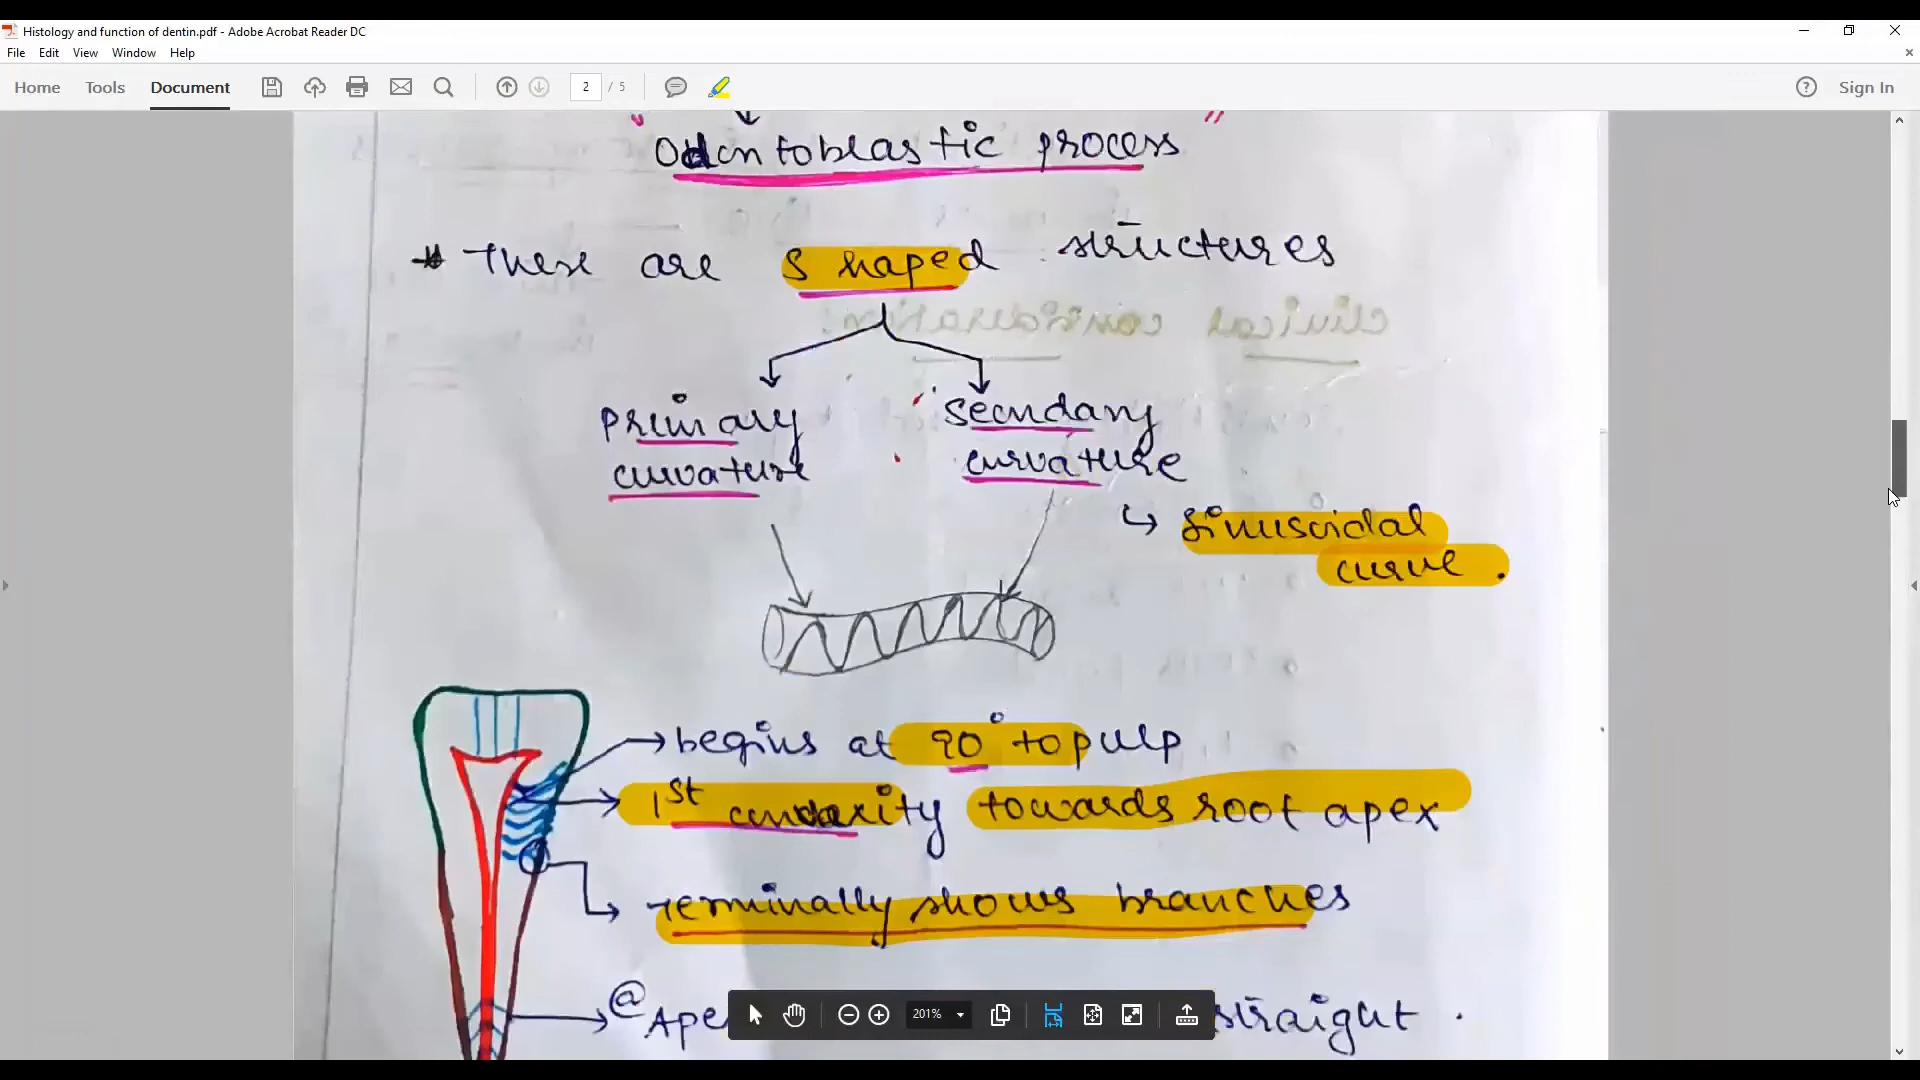 Histology and function of dentin.pdf - Adobe Acrobat Reader DC
File Edit View Window Help
Home Tools Document 2 / 5 Sign In
"Odontoblastic process"
* These are S shaped structures
clinical consideration:
Primary curvature
Secondary curvature
↳ sinusoidal curve.
→ begins at 90° to pulp
→ 1st convexity towards root apex
→ Terminally shows branches
→ @ Ape
straight.
201%